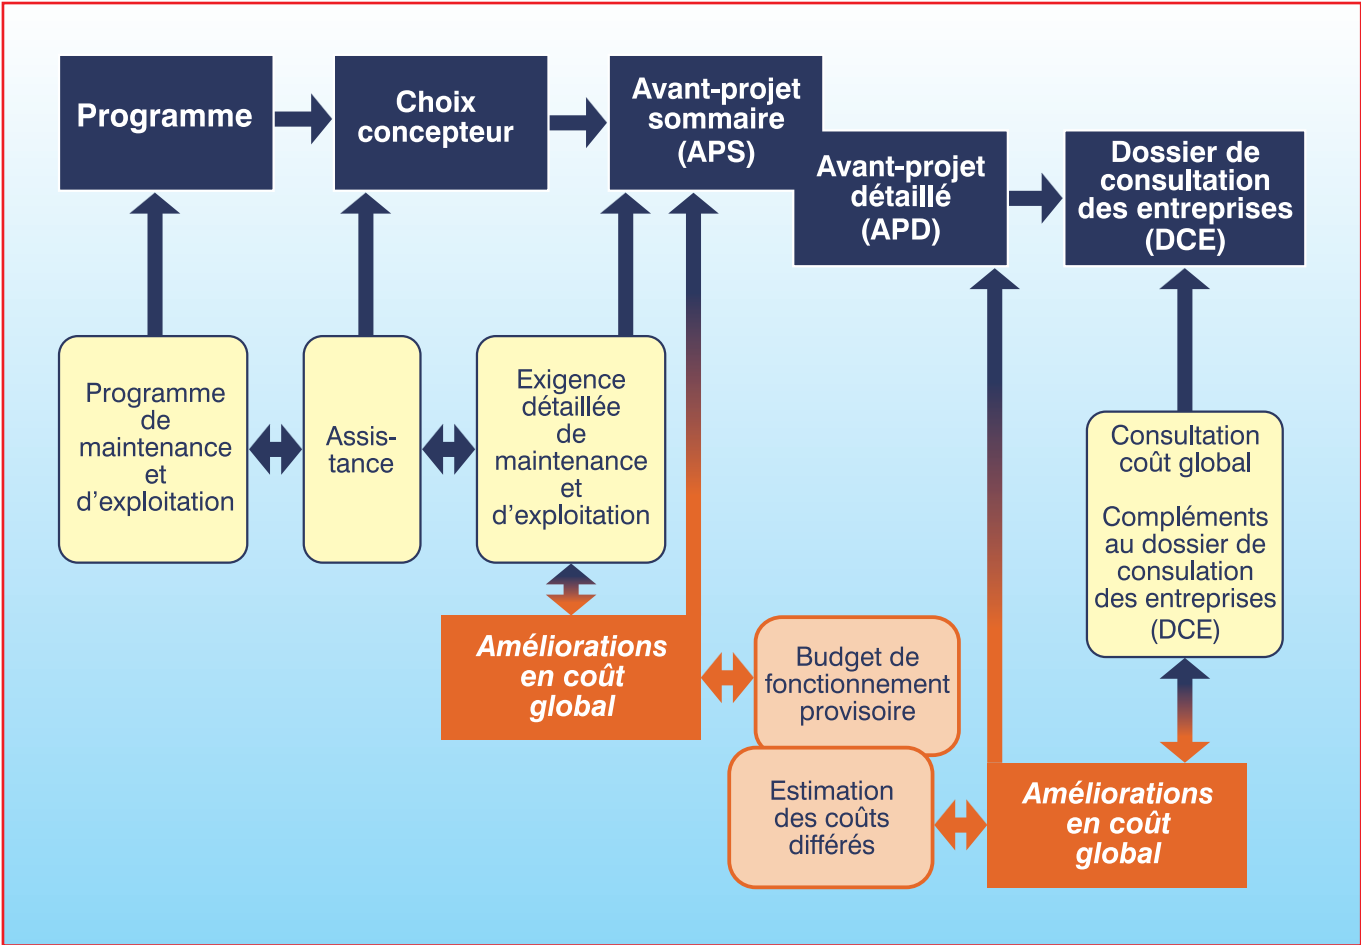 Programme
Choix
concepteur
Avant-projet
sommaire
(APS)
Avant-projet
détaillé
(APD)
Dossier de
consultation
des entreprises
(DCE)
Programme
de
maintenance
et
d'exploitation
Assis-
tance
Exigence
détaillée
de
maintenance
et
d'exploitation
Consultation
coût global
Compléments
au dossier de
consulation
des entreprises
(DCE)
Améliorations
en coût
global
Budget de
fonctionnement
provisoire
Estimation
des coûts
différés
Améliorations
en coût
global